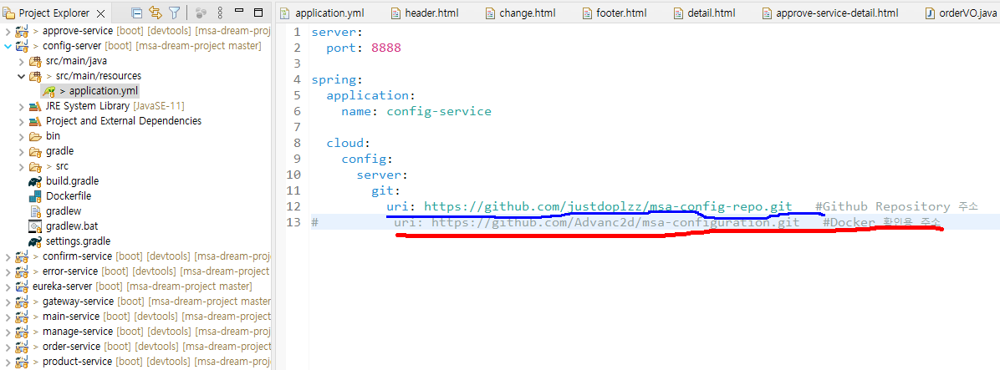 Project Explorer
> approve-service [boot] [devtools] [msa-dream-proj
> config-server [boot] [msa-dream-project master]
src/main/java
> src/main/resources
> application.yml
JRE System Library [JavaSE-11]
Project and External Dependencies
bin
gradle
> src
build.gradle
Dockerfile
gradlew
gradlew.bat
settings.gradle
> confirm-service [boot] [devtools] [msa-dream-proj
> error-service [boot] [devtools] [msa-dream-project
eureka-server [boot] [msa-dream-project master]
> gateway-service [boot] [msa-dream-project master
> main-service [boot] [devtools] [msa-dream-project
> manage-service [boot] [devtools] [msa-dream-proj
> order-service [boot] [devtools] [msa-dream-project
> product-service [boot] [devtools] [msa-dream-proj
application.yml header.html change.html footer.html detail.html approve-service-detail.html orderVO.java
1 server:
2 port: 8888
3
4 spring:
5 application:
6 name: config-service
7
8 cloud:
9 config:
10 server:
11 git:
12 uri: https://github.com/justdoplzz/msa-config-repo.git #Github Repository 주소
13 # uri: https://github.com/Advanc2d/msa-configuration.git #Docker 확인용 주소